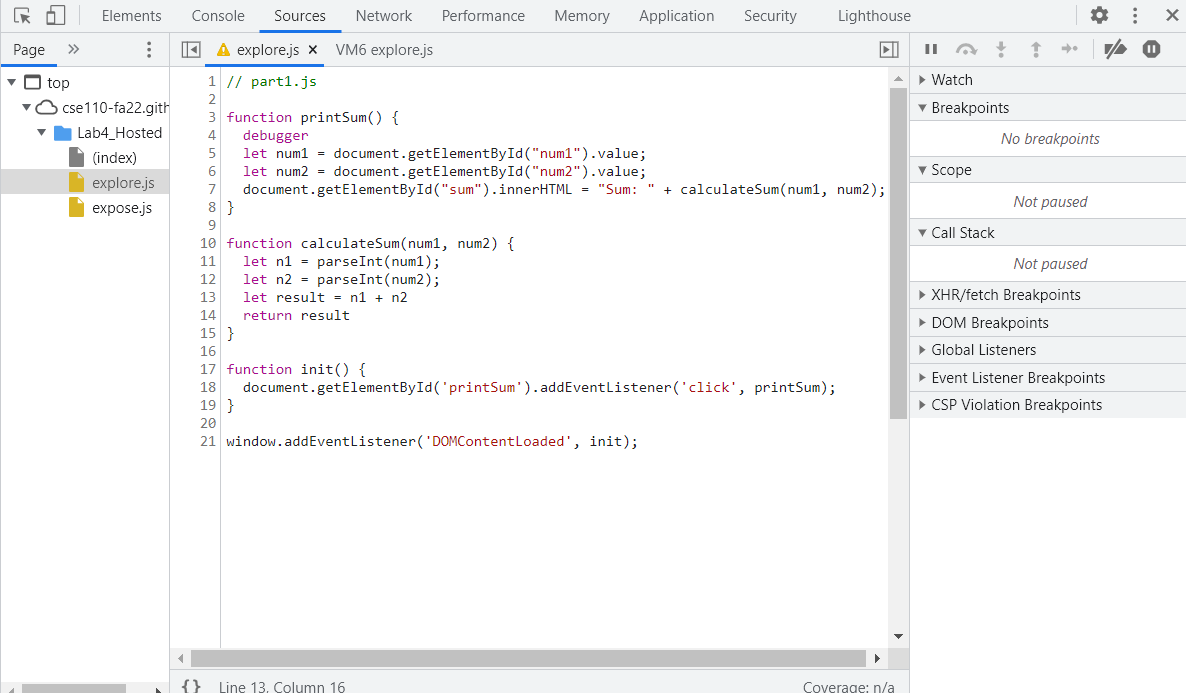 Elements Console Sources Network Performance Memory Application Security Lighthouse
Page explore.js × VM6 explore.js
top
cse110-fa22.gith
Lab4_Hosted
(index)
explore.js
expose.js
1 // part1.js
2
3 function printSum() {
4   debugger
5   let num1 = document.getElementById("num1").value;
6   let num2 = document.getElementById("num2").value;
7   document.getElementById("sum").innerHTML = "Sum: " + calculateSum(num1, num2);
8 }
9
10 function calculateSum(num1, num2) {
11   let n1 = parseInt(num1);
12   let n2 = parseInt(num2);
13   let result = n1 + n2
14   return result
15 }
16
17 function init() {
18   document.getElementById('printSum').addEventListener('click', printSum);
19 }
20
21 window.addEventListener('DOMContentLoaded', init);
{ } Line 13, Column 16 Coverage: n/a
Watch
Breakpoints
No breakpoints
Scope
Not paused
Call Stack
Not paused
XHR/fetch Breakpoints
DOM Breakpoints
Global Listeners
Event Listener Breakpoints
CSP Violation Breakpoints